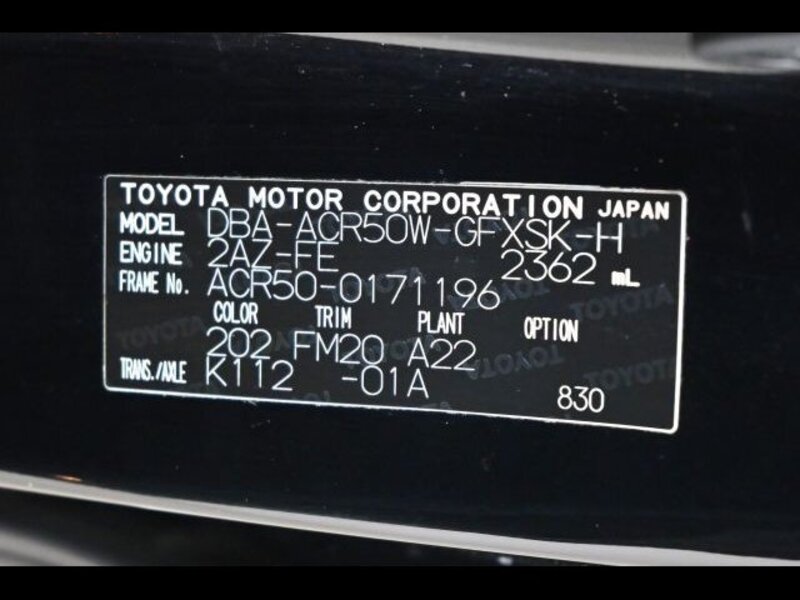 TOYOTA MOTOR CORPORATION JAPAN
MODEL DBA-ACR50W-GFXSK-H
ENGINE 2AZ-FE 2362 mL
FRAME No. ACR50-0171196
COLOR TRIM PLANT OPTION
202 FM20 A22
TRANS./AXLE K112 -01A 830